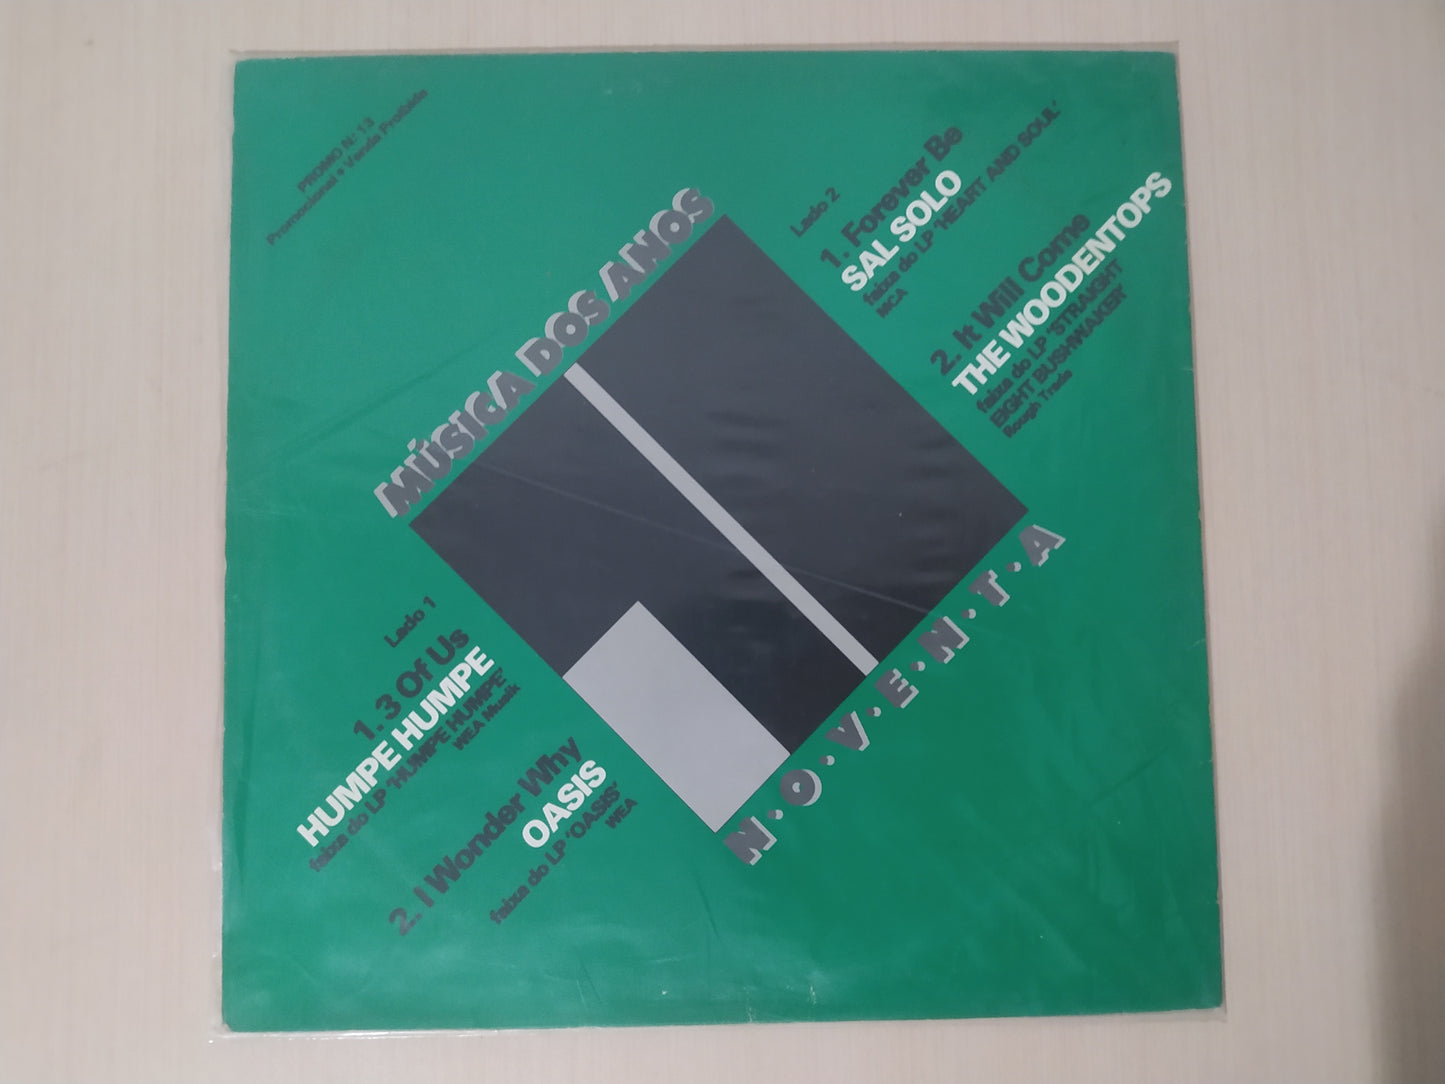 PROMO N.º 13
Promocional • Venda Proibida
MÚSICA DOS ANOS
N•O•V•E•N•T•A
Lado 1
1. 3 Of Us
HUMPE HUMPE
faixa do LP 'HUMPE HUMPE'
WEA Musik
2. I Wonder Why
OASIS
faixa do LP 'OASIS'
WEA
Lado 2
1. Forever Be
SAL SOLO
faixa do LP 'HEART AND SOUL'
MCA
2. It Will Come
THE WOODENTOPS
faixa do LP 'STRAIGHT
EIGHT BUSHWAKER'
Rough Trade